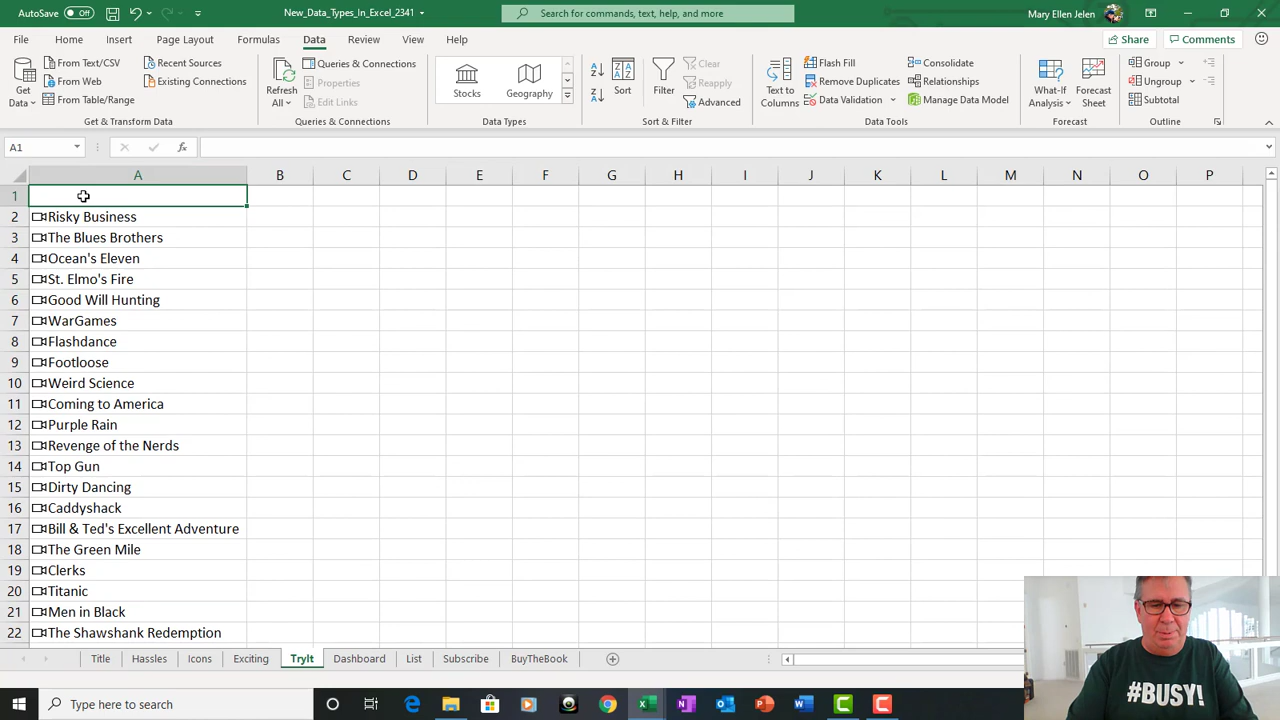 AutoSave Off
New_Data_Types_In_Excel_2341
Search for commands, text, help, and more
Mary Ellen Jelen
File Home Insert Page Layout Formulas Data Review View Help
Share Comments
Get Data
From Text/CSV
From Web
From Table/Range
Recent Sources
Existing Connections
Get & Transform Data
Refresh All
Queries & Connections
Properties
Edit Links
Queries & Connections
Stocks
Geography
Data Types
Sort
Filter
Clear
Reapply
Advanced
Sort & Filter
Text to Columns
Flash Fill
Remove Duplicates
Data Validation
Consolidate
Relationships
Manage Data Model
Data Tools
What-If Analysis
Forecast Sheet
Forecast
Group
Ungroup
Subtotal
Outline
A1
fx
A B C D E F G H I J K L M N O P
1
2 Risky Business
3 The Blues Brothers
4 Ocean's Eleven
5 St. Elmo's Fire
6 Good Will Hunting
7 WarGames
8 Flashdance
9 Footloose
10 Weird Science
11 Coming to America
12 Purple Rain
13 Revenge of the Nerds
14 Top Gun
15 Dirty Dancing
16 Caddyshack
17 Bill & Ted's Excellent Adventure
18 The Green Mile
19 Clerks
20 Titanic
21 Men in Black
22 The Shawshank Redemption
Title Hassles Icons Exciting TryIt Dashboard List Subscribe BuyTheBook
#BUSY!
Type here to search